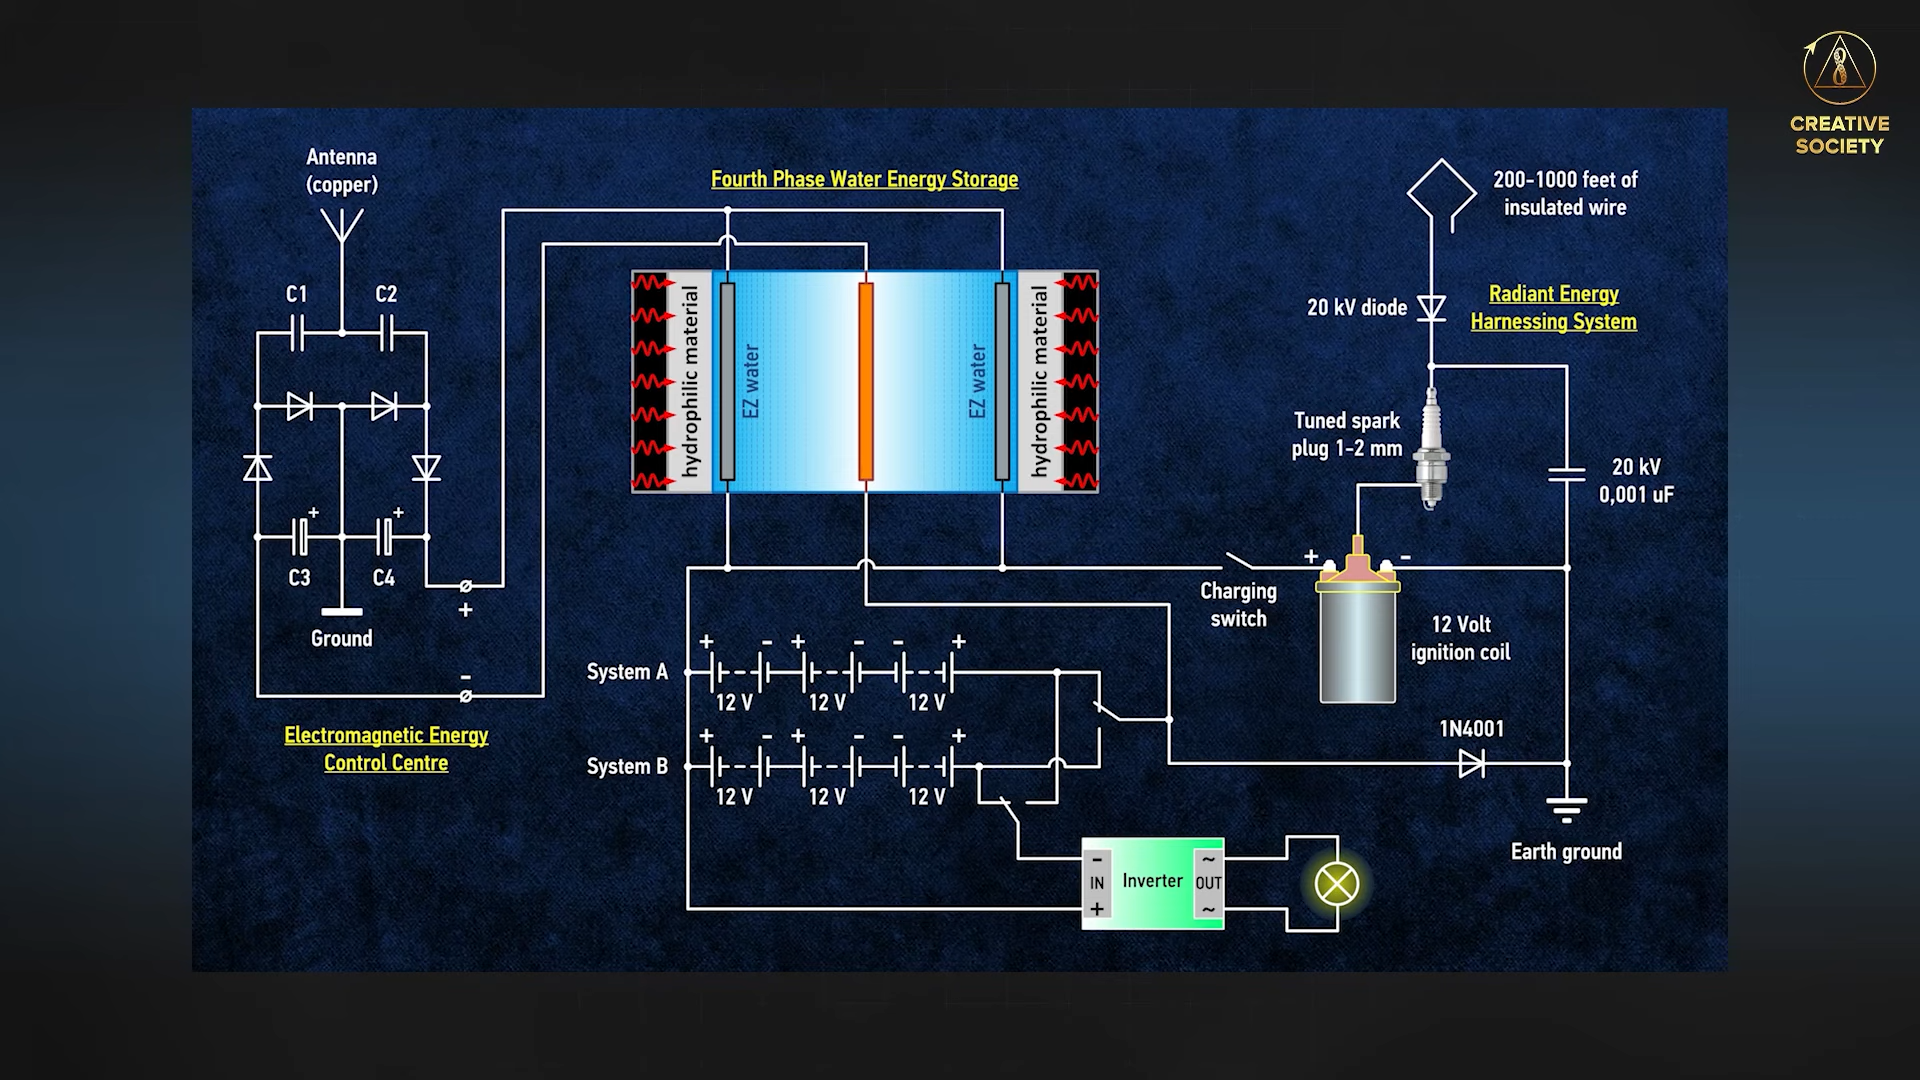 CREATIVE
SOCIETY
Antenna
(copper)
C1
C2
C3
+
C4
+
Ground
+
-
Electromagnetic Energy
Control Centre
Fourth Phase Water Energy Storage
hydrophilic material
EZ water
EZ water
hydrophilic material
200-1000 feet of
insulated wire
20 kV diode
Radiant Energy
Harnessing System
Tuned spark
plug 1-2 mm
20 kV
0,001 uF
Charging
switch
+
-
12 Volt
ignition coil
1N4001
Earth ground
System A
+ - + - - +
12 V 12 V 12 V
System B
+ - + - - +
12 V 12 V 12 V
- ~
IN Inverter OUT
+ ~